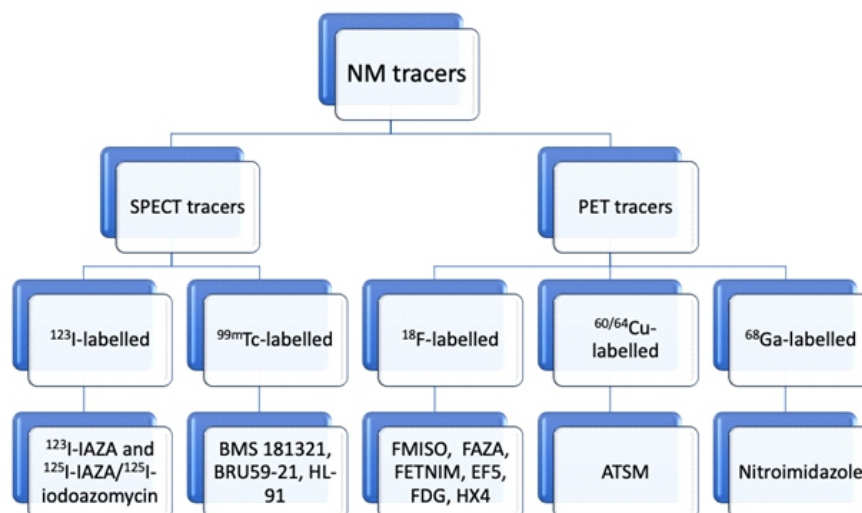 NM tracers
SPECT tracers
PET tracers
¹²³I-labelled
⁹⁹ᵐTc-labelled
¹⁸F-labelled
⁶⁰/⁶⁴Cu-
labelled
⁶⁸Ga-labelled
¹²³I-IAZA and
¹²⁵I-IAZA/¹²⁵I-
iodoazomycin
BMS 181321,
BRU59-21, HL-
91
FMISO, FAZA,
FETNIM, EF5,
FDG, HX4
ATSM
Nitroimidazole